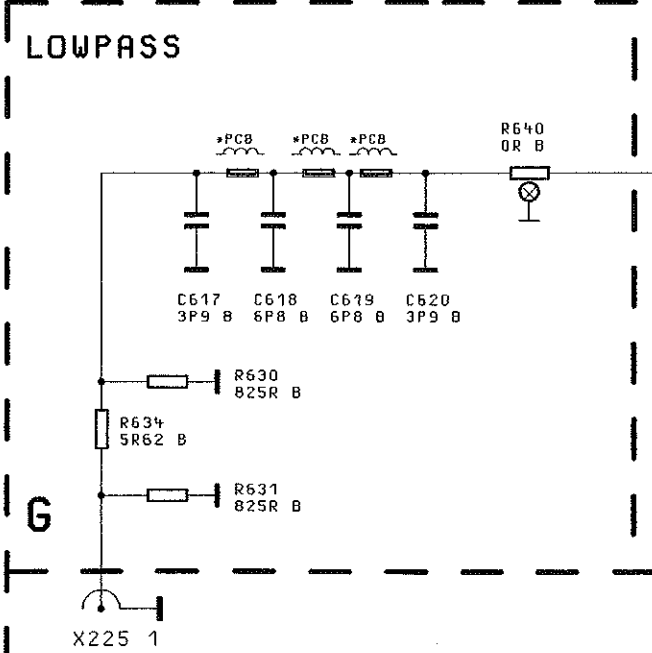 LOWPASS
*PCB *PCB *PCB
R640
0R B
C617 C618 C619 C620
3P9 B 6P8 B 6P8 B 3P9 B
R630
825R B
R634
5R62 B
R631
825R B
G
X225 1